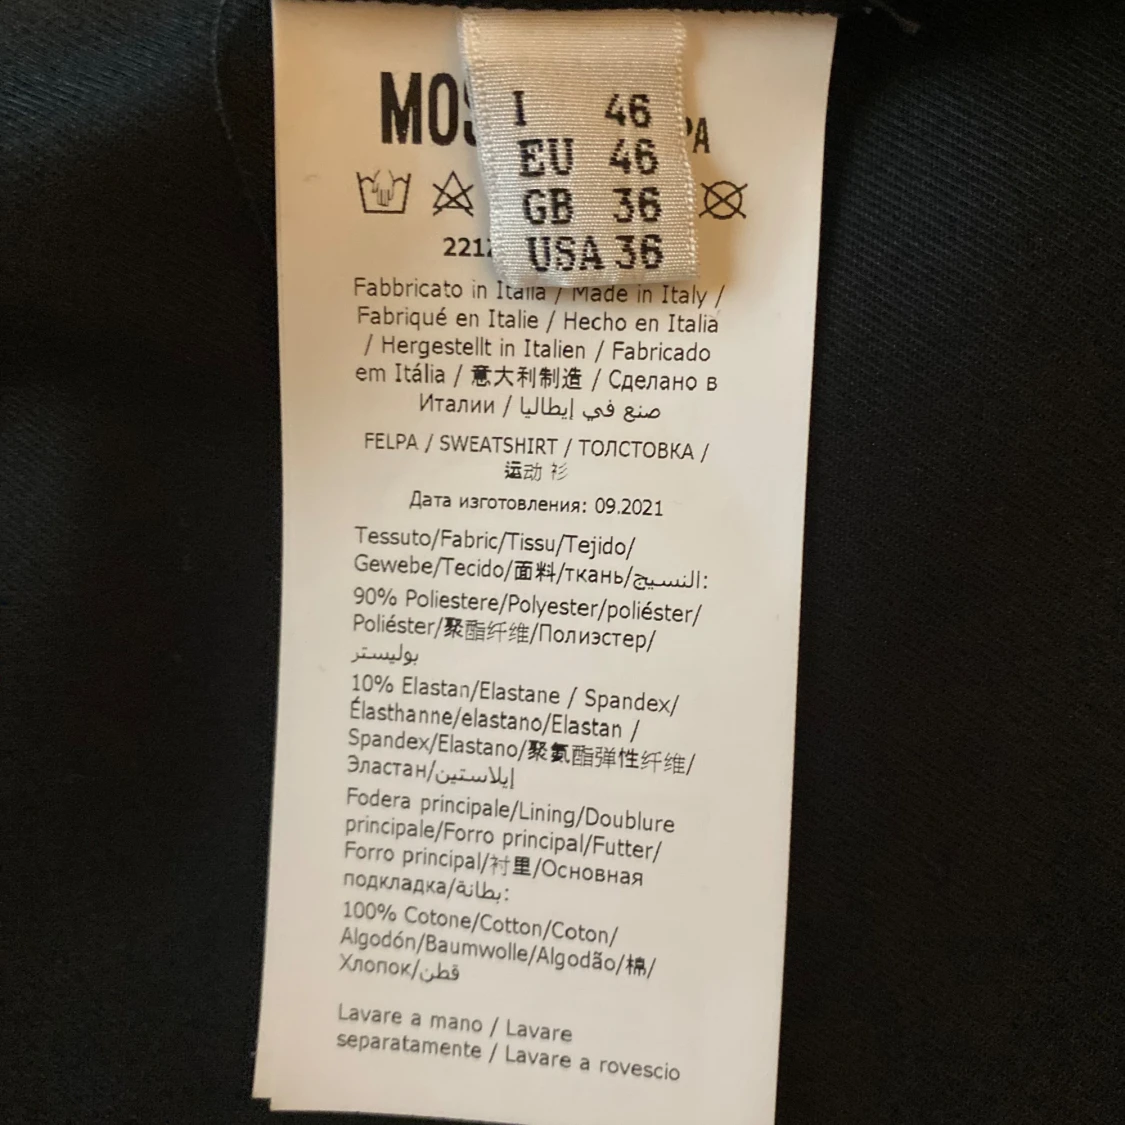 MOS
PA
I 46
EU 46
GB 36
USA 36
221
Fabbricato in Italia / Made in Italy /
Fabriqué en Italie / Hecho en Italia
/ Hergestellt in Italien / Fabricado
em Itália / 意大利制造 / Сделано в
Италии / صنع في إيطاليا
FELPA / SWEATSHIRT / ТОЛСТОВКА /
运动 衫
Дата изготовления: 09.2021
Tessuto/Fabric/Tissu/Tejido/
Gewebe/Tecido/面料/ткань/النسيج:
90% Poliestere/Polyester/poliéster/
Poliéster/聚酯纤维/Полиэстер/
بوليستر
10% Elastan/Elastane / Spandex/
Élasthanne/elastano/Elastan /
Spandex/Elastano/聚氨酯弹性纤维/
Эластан/إيلاستين
Fodera principale/Lining/Doublure
principale/Forro principal/Futter/
Forro principal/衬里/Основная
подкладка/بطانة:
100% Cotone/Cotton/Coton/
Algodón/Baumwolle/Algodão/棉/
Хлопок/قطن
Lavare a mano / Lavare
separatamente / Lavare a rovescio